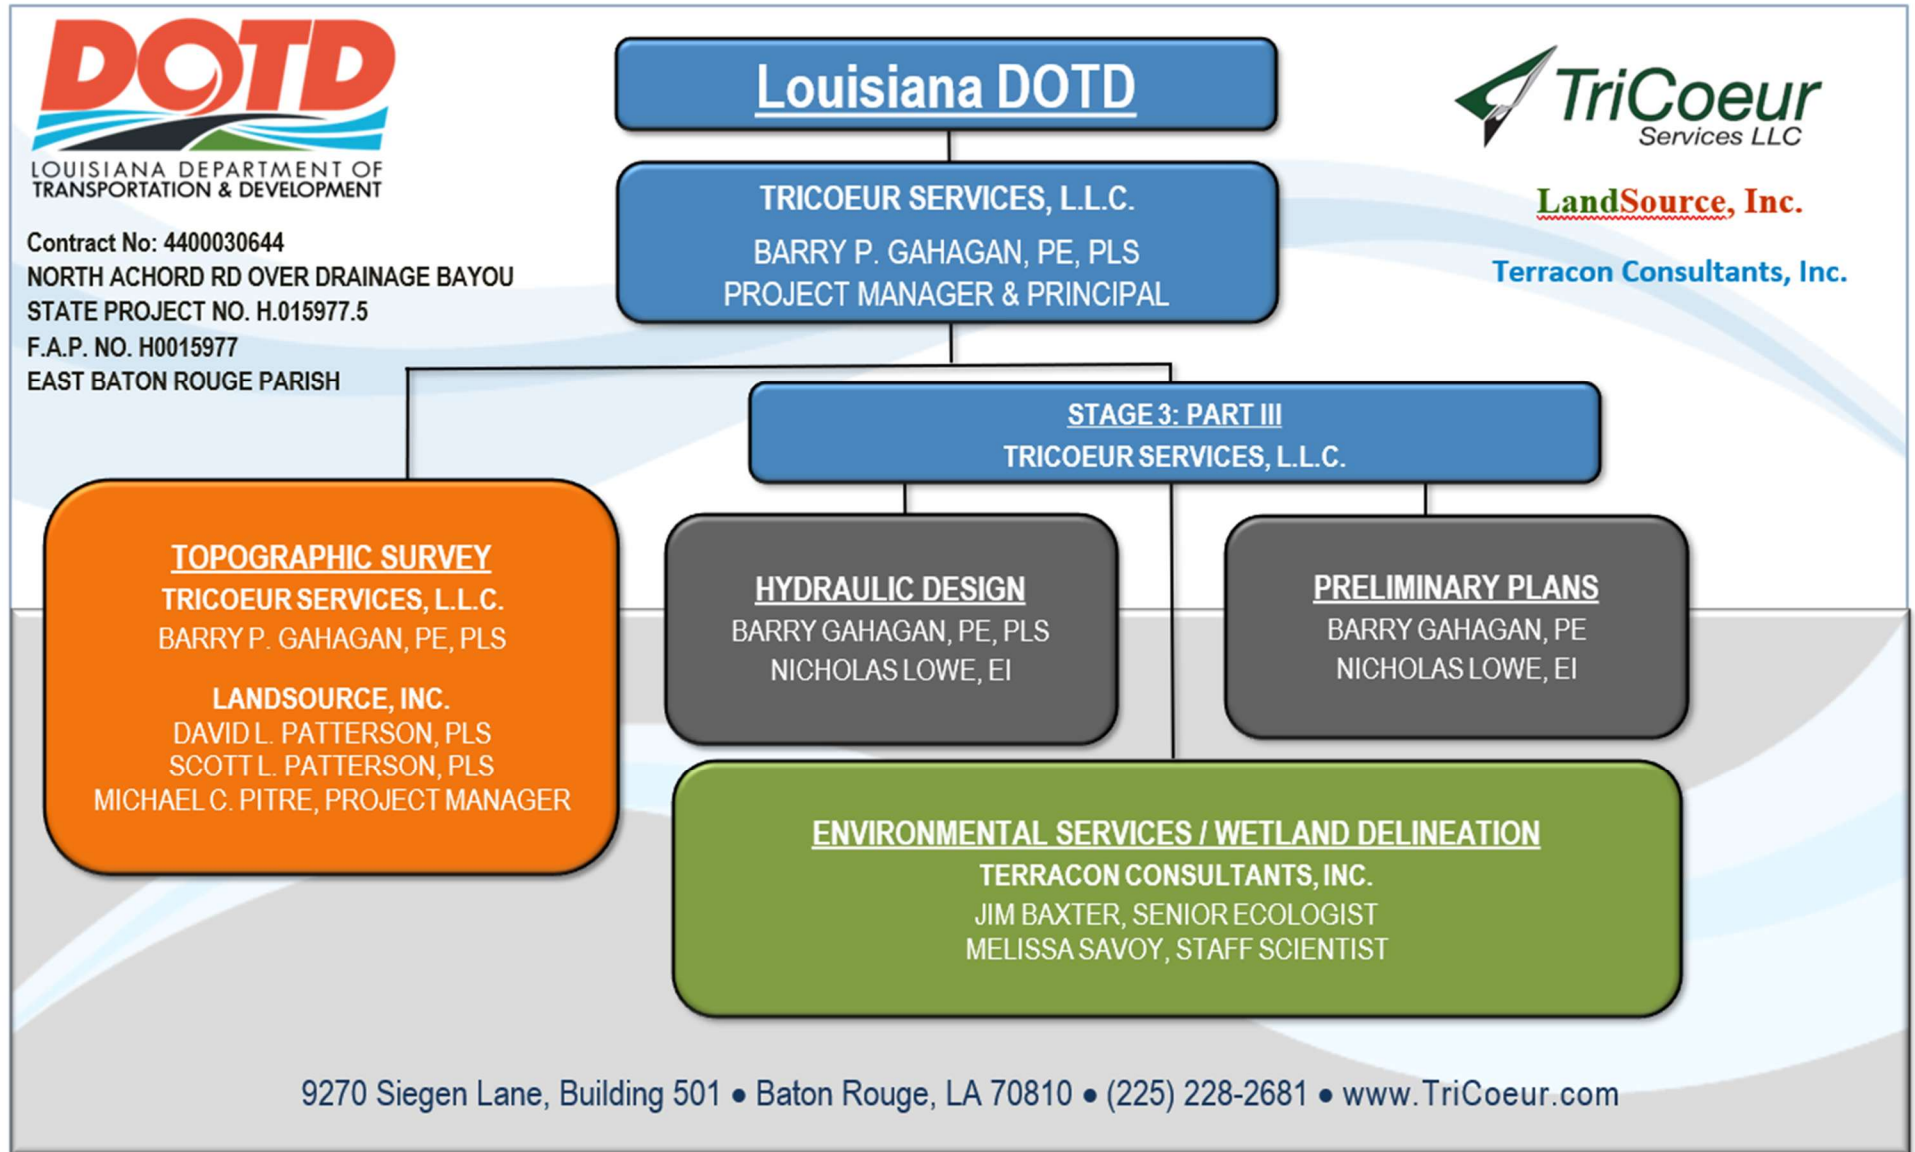 DOTD
LOUISIANA DEPARTMENT OF
TRANSPORTATION & DEVELOPMENT
Contract No: 4400030644
NORTH ACHORD RD OVER DRAINAGE BAYOU
STATE PROJECT NO. H.015977.5
F.A.P. NO. H0015977
EAST BATON ROUGE PARISH
Louisiana DOTD
TRICOEUR SERVICES, L.L.C.
BARRY P. GAHAGAN, PE, PLS
PROJECT MANAGER & PRINCIPAL
TriCoeur
Services LLC
LandSource, Inc.
Terracon Consultants, Inc.
STAGE 3: PART III
TRICOEUR SERVICES, L.L.C.
TOPOGRAPHIC SURVEY
TRICOEUR SERVICES, L.L.C.
BARRY P. GAHAGAN, PE, PLS
LANDSOURCE, INC.
DAVID L. PATTERSON, PLS
SCOTT L. PATTERSON, PLS
MICHAEL C. PITRE, PROJECT MANAGER
HYDRAULIC DESIGN
BARRY GAHAGAN, PE, PLS
NICHOLAS LOWE, EI
PRELIMINARY PLANS
BARRY GAHAGAN, PE
NICHOLAS LOWE, EI
ENVIRONMENTAL SERVICES / WETLAND DELINEATION
TERRACON CONSULTANTS, INC.
JIM BAXTER, SENIOR ECOLOGIST
MELISSA SAVOY, STAFF SCIENTIST
9270 Siegen Lane, Building 501 ● Baton Rouge, LA 70810 ● (225) 228-2681 ● www.TriCoeur.com